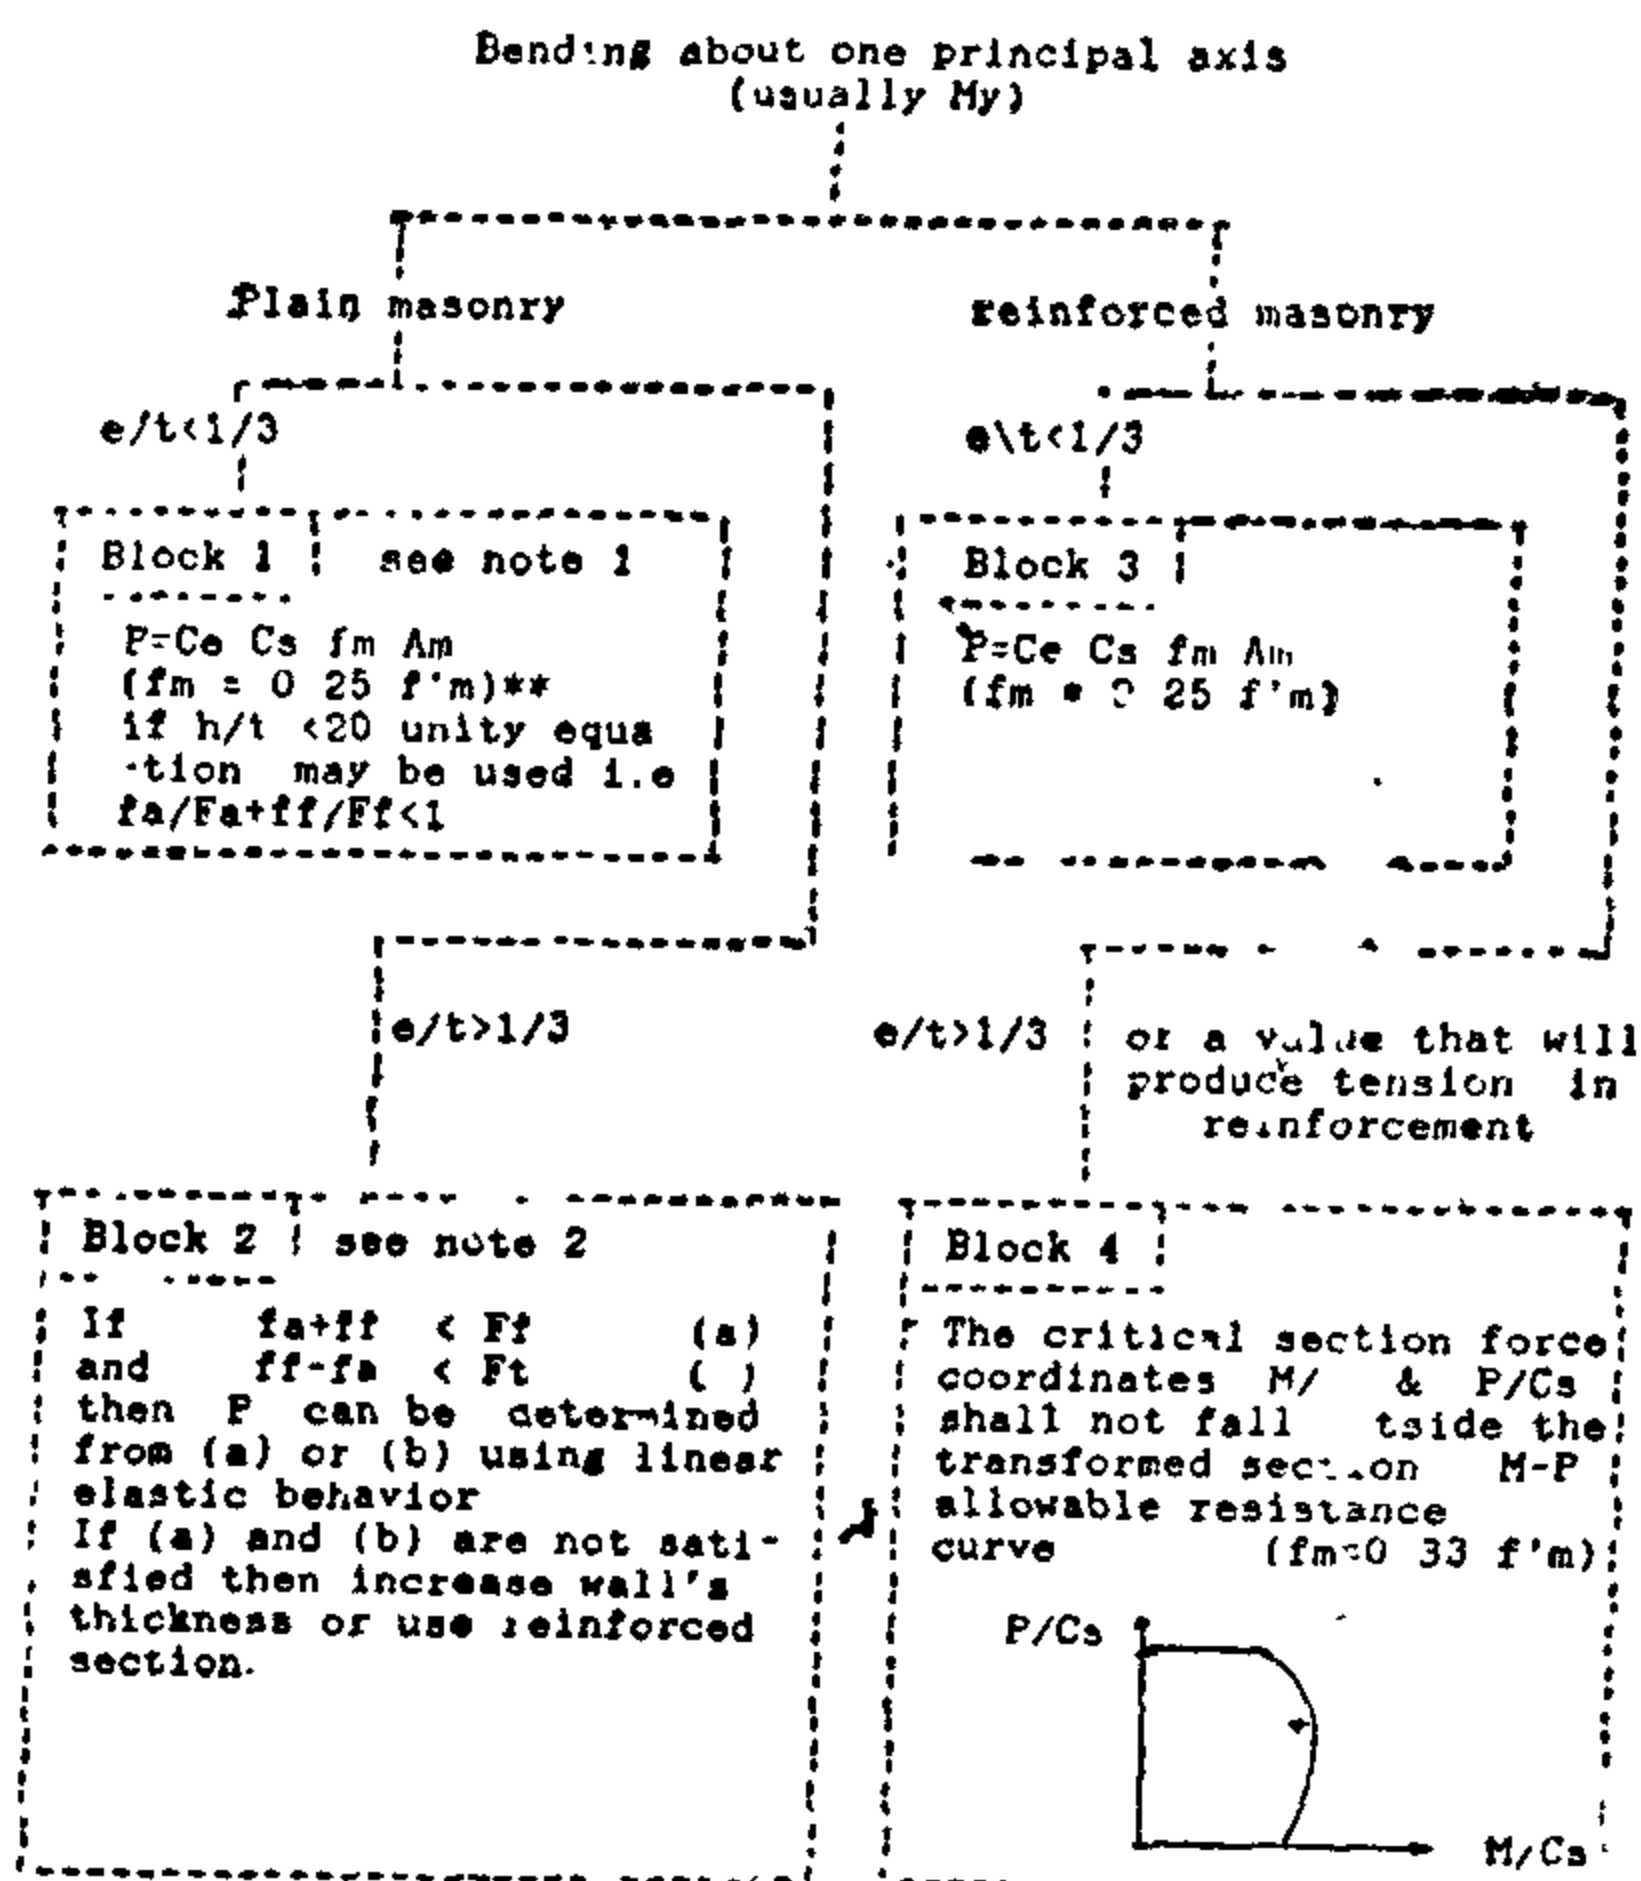 Bending about one principal axis
(usually My)
Plain masonry
reinforced masonry
e/t<1/3
e\t<1/3
Block 1 see note 1
P=Ce Cs fm Am
(fm = 0 25 f'm)**
if h/t <20 unity equa
-tion may be used i.e
fa/Fa+ff/Ff<1
Block 3
P=Ce Cs fm Am
(fm = 25 f'm)
e/t>1/3
e/t>1/3 or a value that will
produce tension in
reinforcement
Block 2 see note 2
If fa+ff < Ff (a)
and ff-fa < Ft ( )
then P can be determined
from (a) or (b) using linear
elastic behavior
If (a) and (b) are not sati-
sfied then increase wall's
thickness or use reinforced
section.
Block 4
The critical section force
coordinates M/ & P/Cs
shall not fall tside the
transformed section M-P
allowable resistance
curve (fm=0 33 f'm)
P/Cs
M/Cs